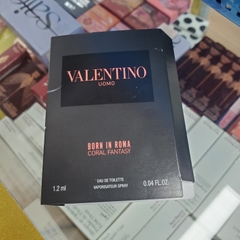 VALENTINO
UOMO
BORN IN ROMA
CORAL FANTASY
EAU DE TOILETTE
VAPORISATEUR SPRAY
1.2 ml
0.04 FL.OZ.